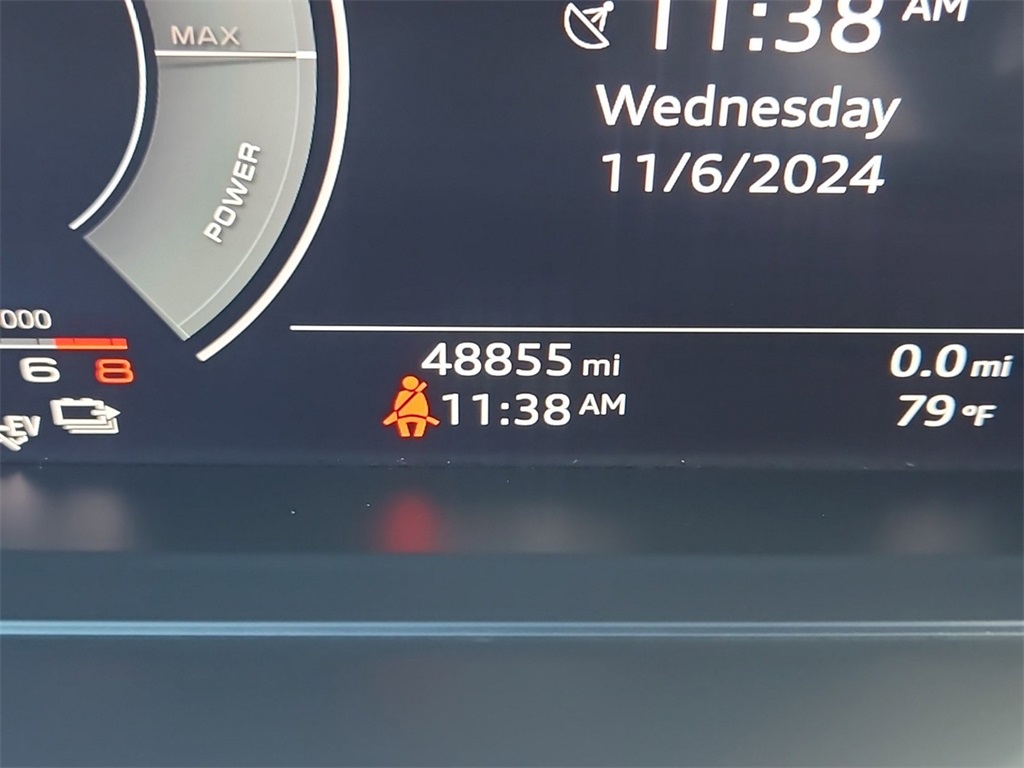 MAX
11:38 AM
Wednesday
11/6/2024
POWER
000
6 8
EV
48855 mi
11:38 AM
0.0 mi
79 °F